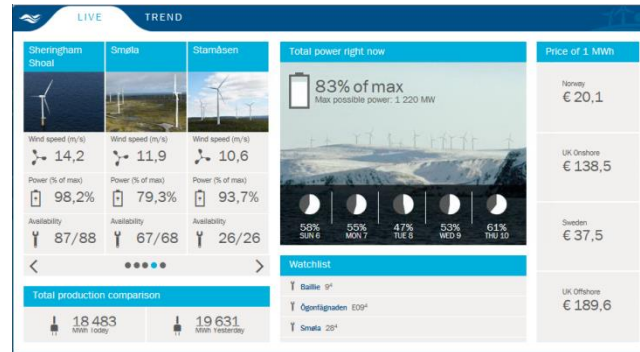 LIVE
TREND
Sheringham
Shoal
Smøla
Stamåsen
Wind speed (m/s)
14,2
Wind speed (m/s)
11,9
Wind speed (m/s)
10,6
Power (% of max)
98,2%
Power (% of max)
79,3%
Power (% of max)
93,7%
Availability
87/88
Availability
67/68
Availability
26/26
Total production comparison
18 483
MWh Today
19 631
MWh Yesterday
Total power right now
83% of max
Max possible power: 1 220 MW
58%
SUN 6
55%
MON 7
47%
TUE 8
53%
WED 9
61%
THU 10
Watchlist
Baillie 9⁴
Ögonfägnaden E09⁴
Smøla 28⁴
Price of 1 MWh
Norway
€ 20,1
UK Onshore
€ 138,5
Sweden
€ 37,5
UK Offshore
€ 189,6